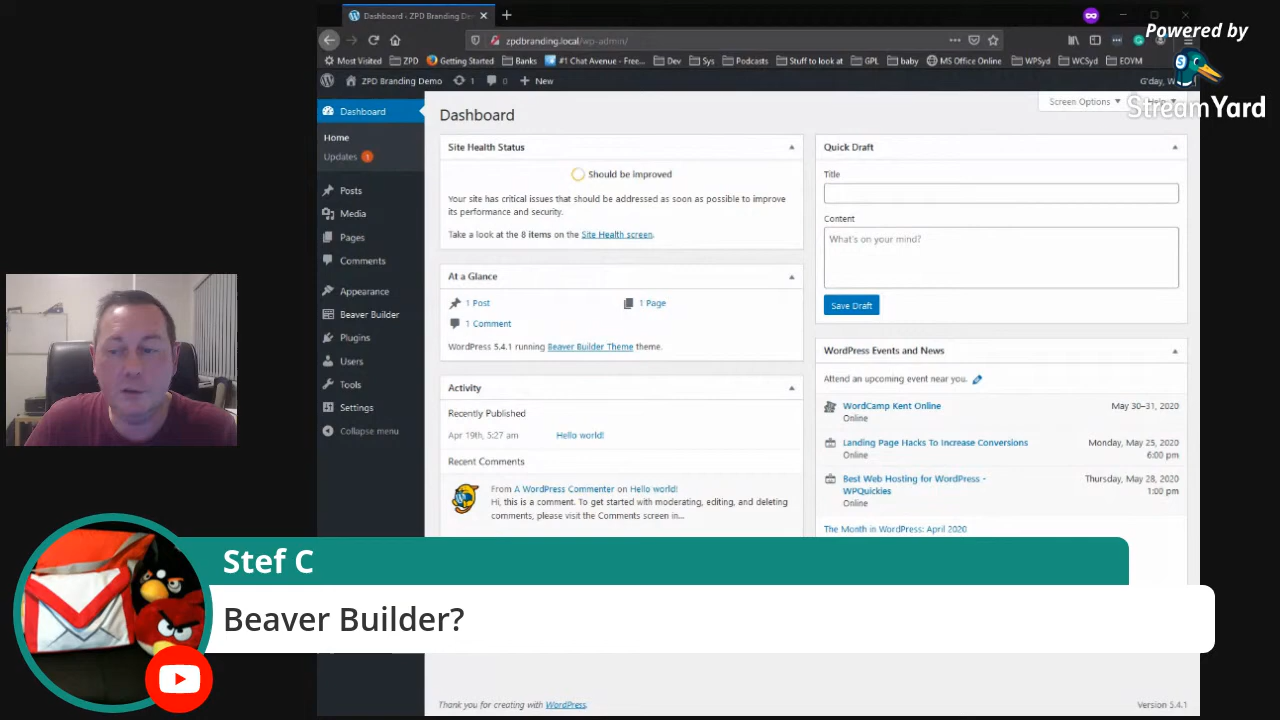 Dashboard - ZPD Branding De
Powered by
StreamYard
zpdbranding.local/wp-admin/
Most Visited
ZPD
Getting Started
Banks
#1 Chat Avenue - Free...
Dev
Sys
Podcasts
Stuff to look at
GPL
baby
MS Office Online
WPSyd
WCSyd
EOYM
ZPD Branding Demo
1
0
New
G'day, W
Dashboard
Home
Updates 1
Posts
Media
Pages
Comments
Appearance
Beaver Builder
Plugins
Users
Tools
Settings
Collapse menu
Dashboard
Screen Options
Help
Site Health Status
Should be improved
Your site has critical issues that should be addressed as soon as possible to improve
its performance and security.
Take a look at the 8 items on the Site Health screen.
At a Glance
1 Post
1 Page
1 Comment
WordPress 5.4.1 running Beaver Builder Theme theme.
Activity
Recently Published
Apr 19th, 5:27 am
Hello world!
Recent Comments
From A WordPress Commenter on Hello world!
Hi, this is a comment. To get started with moderating, editing, and deleting
comments, please visit the Comments screen in...
Quick Draft
Title
Content
What's on your mind?
Save Draft
WordPress Events and News
Attend an upcoming event near you.
WordCamp Kent Online
Online
May 30–31, 2020
Landing Page Hacks To Increase Conversions
Online
Monday, May 25, 2020
6:00 pm
Best Web Hosting for WordPress -
WPQuickies
Online
Thursday, May 28, 2020
1:00 pm
The Month in WordPress: April 2020
Stef C
Beaver Builder?
Thank you for creating with WordPress.
Version 5.4.1